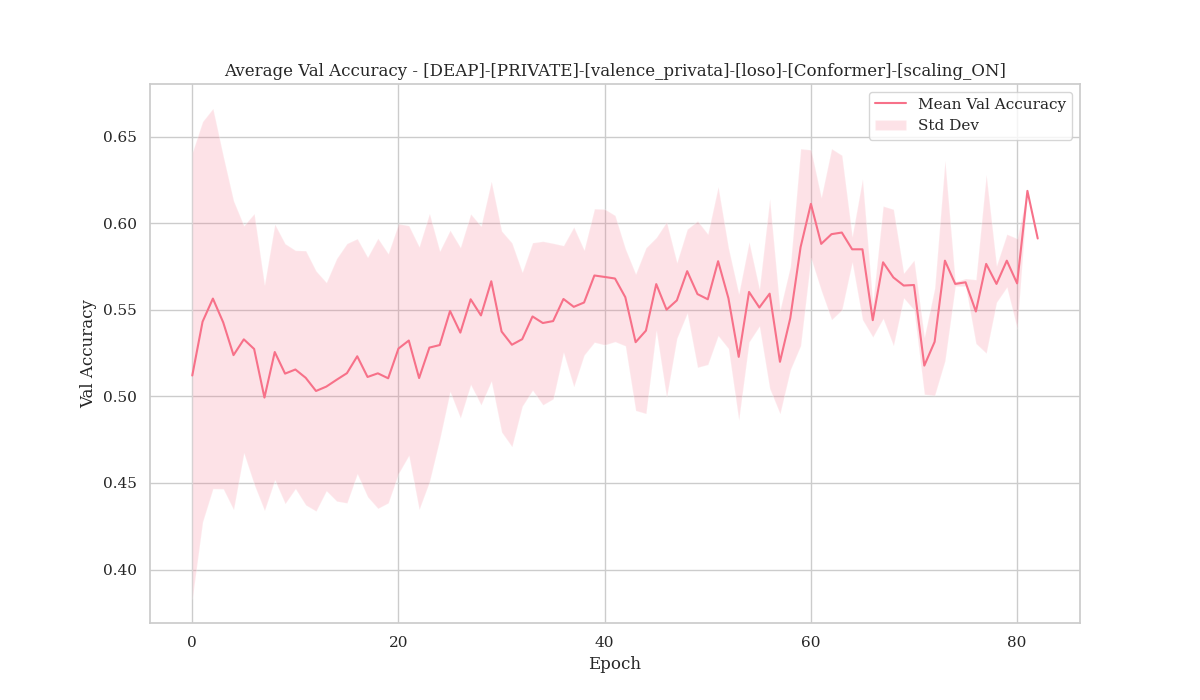 Average Val Accuracy - [DEAP]-[PRIVATE]-[valence_privata]-[loso]-[Conformer]-[scaling_ON]
Mean Val Accuracy
Std Dev
Val Accuracy
0.65
0.60
0.55
0.50
0.45
0.40
0
20
40
60
80
Epoch